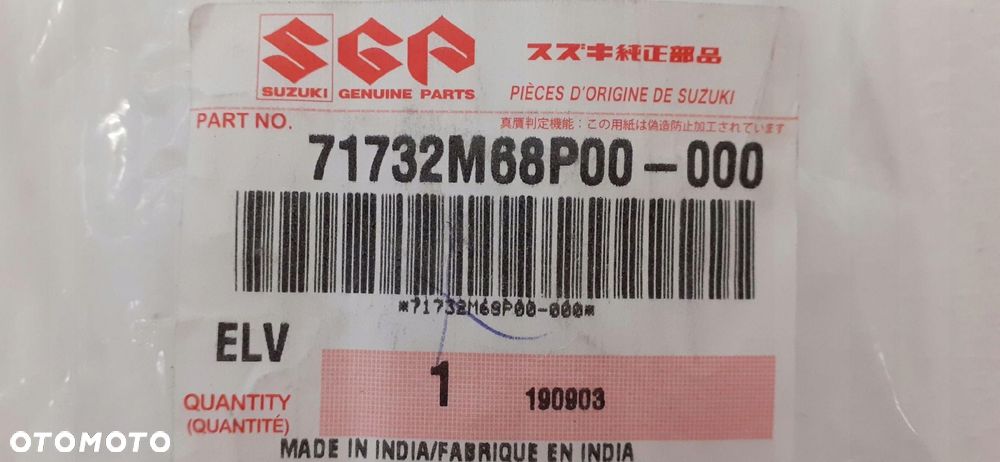 SGP
スズキ純正部品
SUZUKI GENUINE PARTS
PIÈCES D'ORIGINE DE SUZUKI
PART NO.
真贋判定機能：この用紙は偽造防止加工されています
71732M68P00-000
*71732M68P00-000*
ELV
1
190903
QUANTITY
(QUANTITÉ)
MADE IN INDIA/FABRIQUE EN INDIA
OTOMOTO